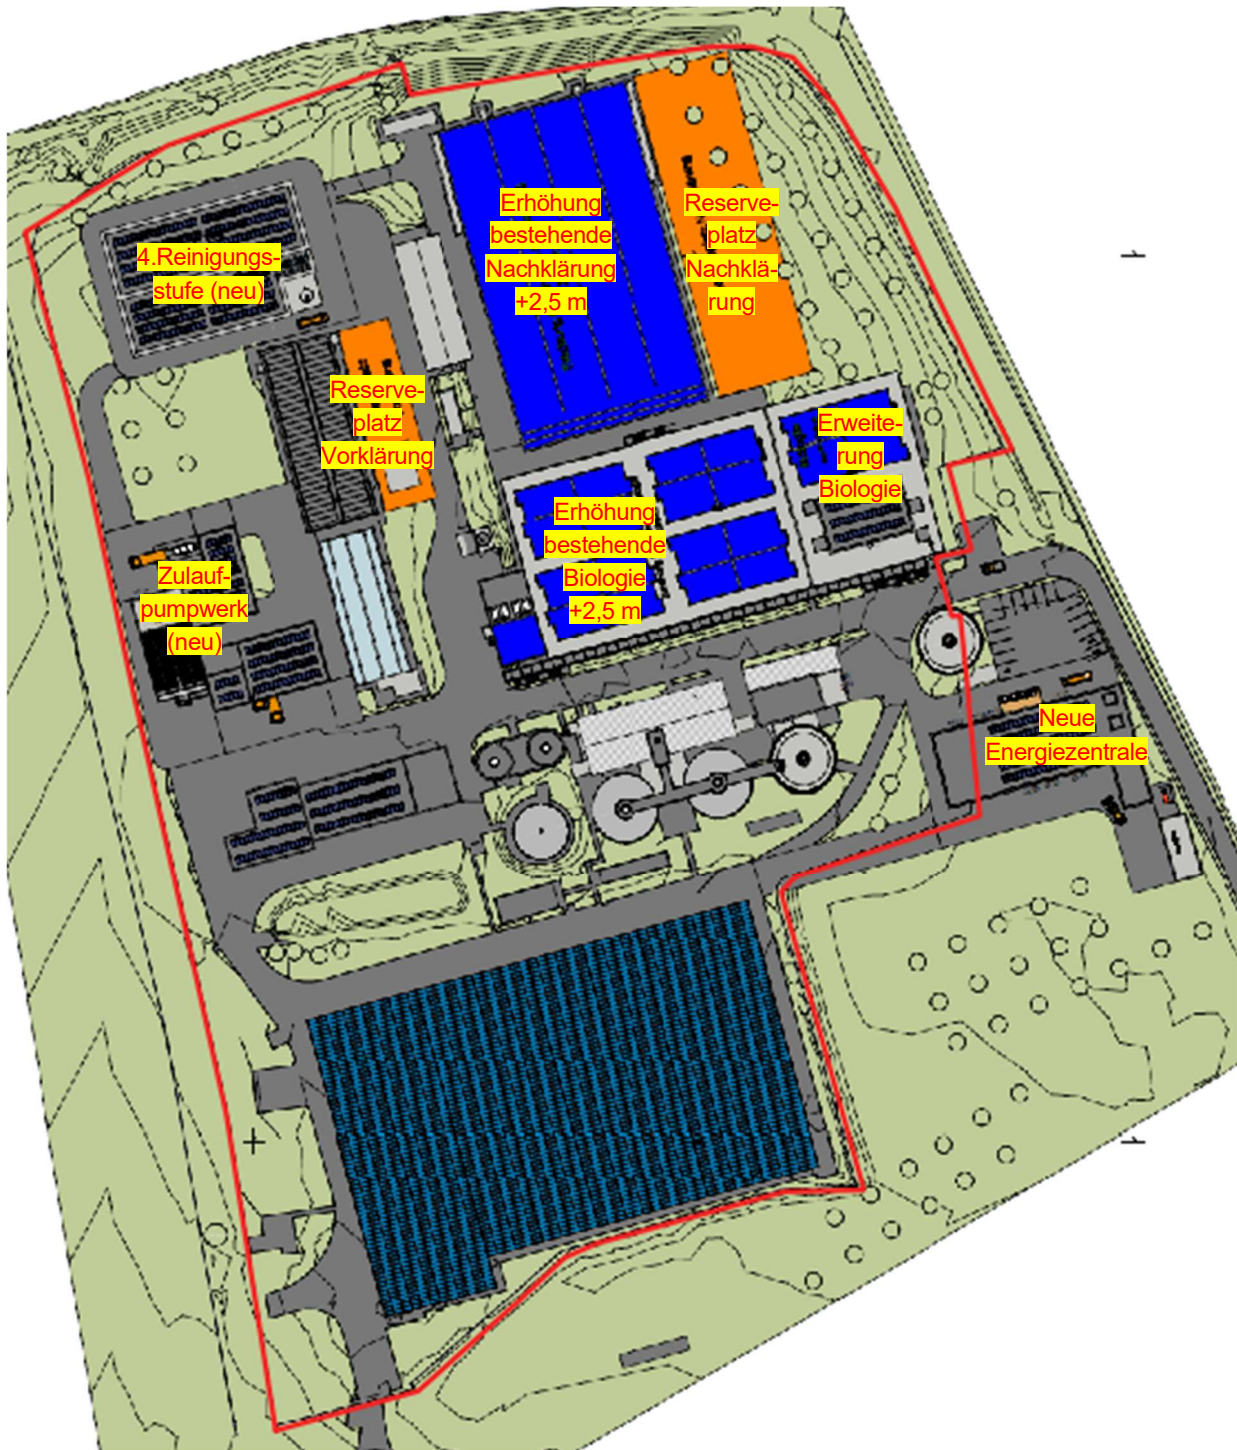 Erhöhung
bestehende
Nachklärung
+2,5 m
Reserve-
platz
Nachklä-
rung
4.Reinigungs-
stufe (neu)
Reserve-
platz
Vorklärung
Erweite-
rung
Biologie
Erhöhung
bestehende
Biologie
+2,5 m
Zulauf-
pumpwerk
(neu)
Neue
Energiezentrale